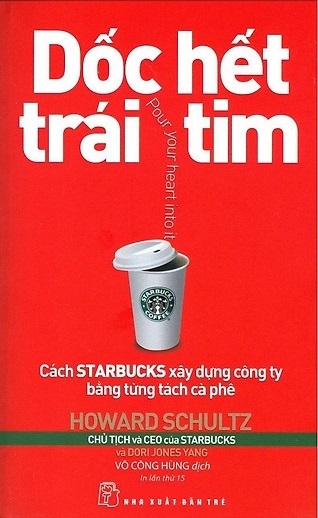 Dốc hết
trái tim
Pour your heart into it
STARBUCKS
COFFEE
Cách STARBUCKS xây dựng công ty
bằng từng tách cà phê
HOWARD SCHULTZ
CHỦ TỊCH và CEO của STARBUCKS
và DORI JONES YANG
VÕ CÔNG HÙNG dịch
In lần thứ 15
NHÀ XUẤT BẢN TRẺ